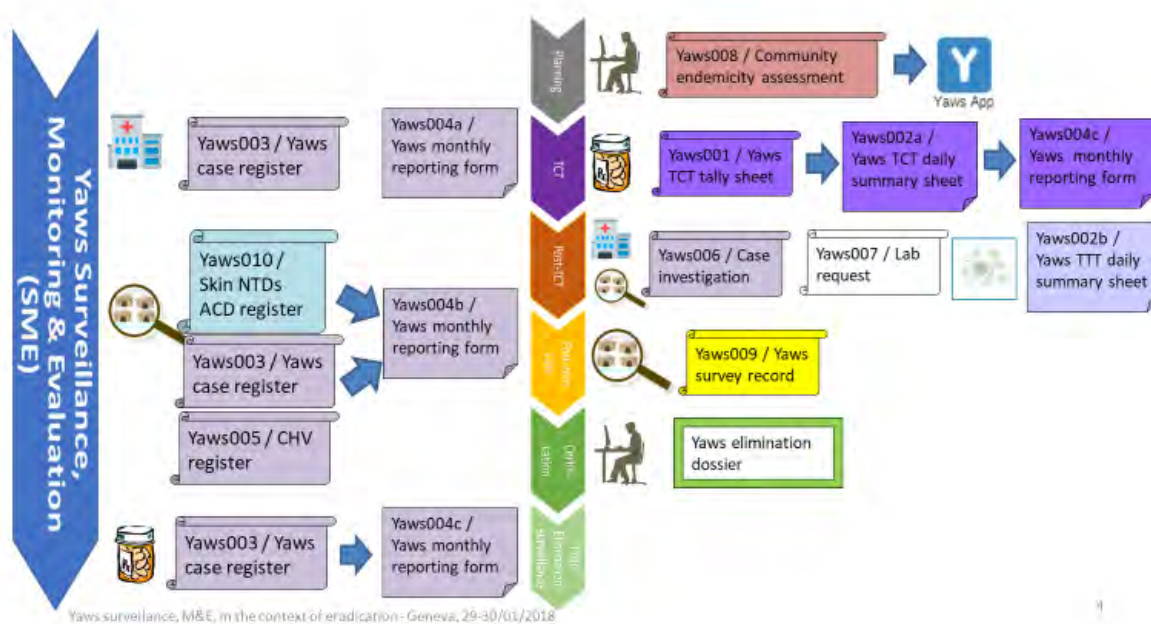 Yaws Surveillance,
Monitoring & Evaluation
(SME)
Yaws003 / Yaws
case register
Yaws004a /
Yaws monthly
reporting form
Yaws010 /
Skin NTDs
ACD register
Yaws003 / Yaws
case register
Yaws004b /
Yaws monthly
reporting form
Yaws005 / CHV
register
Yaws003 / Yaws
case register
Yaws004c /
Yaws monthly
reporting form
Planning
TCT
Post-TCT
Certifi-
cation
Elimination
surveillance
Yaws008 / Community
endemicity assessment
Y
Yaws App
Yaws001 / Yaws
TCT tally sheet
Yaws002a /
Yaws TCT daily
summary sheet
Yaws004c /
Yaws monthly
reporting form
Yaws006 / Case
investigation
Yaws007 / Lab
request
Yaws002b /
Yaws TTT daily
summary sheet
Yaws009 / Yaws
survey record
Yaws elimination
dossier
Yaws surveillance, M&E, in the context of eradication - Geneva, 29-30/01/2018